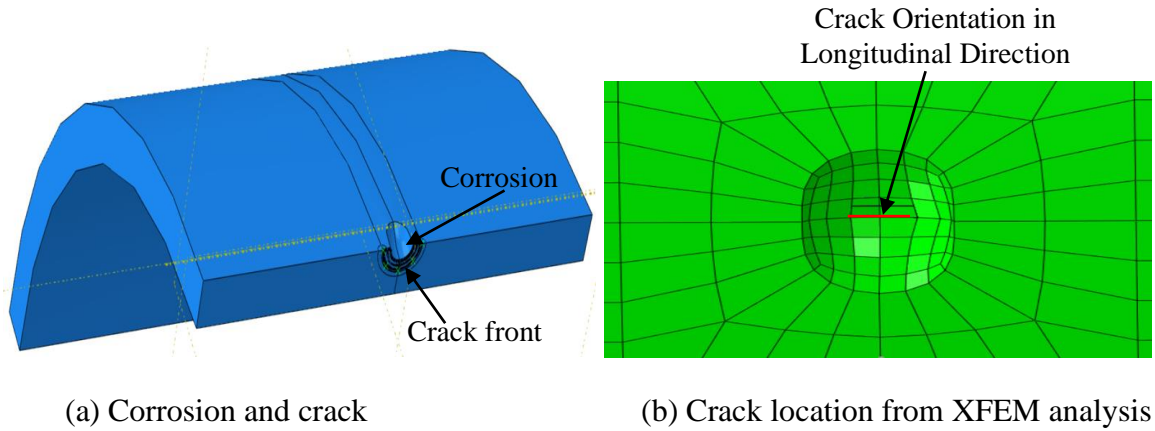 Crack Orientation in
Longitudinal Direction
Corrosion
Crack front
(a) Corrosion and crack
(b) Crack location from XFEM analysis